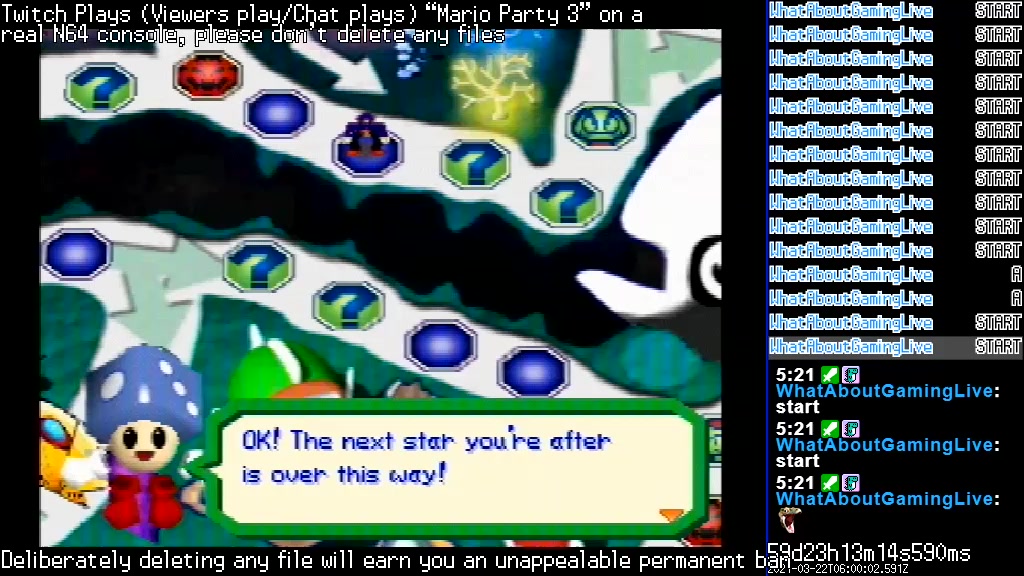 Twitch Plays (Viewers play/Chat plays) “Mario Party 3” on a
real N64 console, please don't delete any files
WhatAboutGamingLive START
WhatAboutGamingLive START
WhatAboutGamingLive START
WhatAboutGamingLive START
WhatAboutGamingLive START
WhatAboutGamingLive START
WhatAboutGamingLive START
WhatAboutGamingLive START
WhatAboutGamingLive START
WhatAboutGamingLive START
WhatAboutGamingLive START
WhatAboutGamingLive A
WhatAboutGamingLive A
WhatAboutGamingLive START
WhatAboutGamingLive START
5:21
WhatAboutGamingLive:
start
5:21
WhatAboutGamingLive:
start
5:21
WhatAboutGamingLive:
OK! The next star you're after
is over this way!
Deliberately deleting any file will earn you an unappealable permanent ban
59d23h13m14s590ms
2021-03-22T06:00:02.591Z